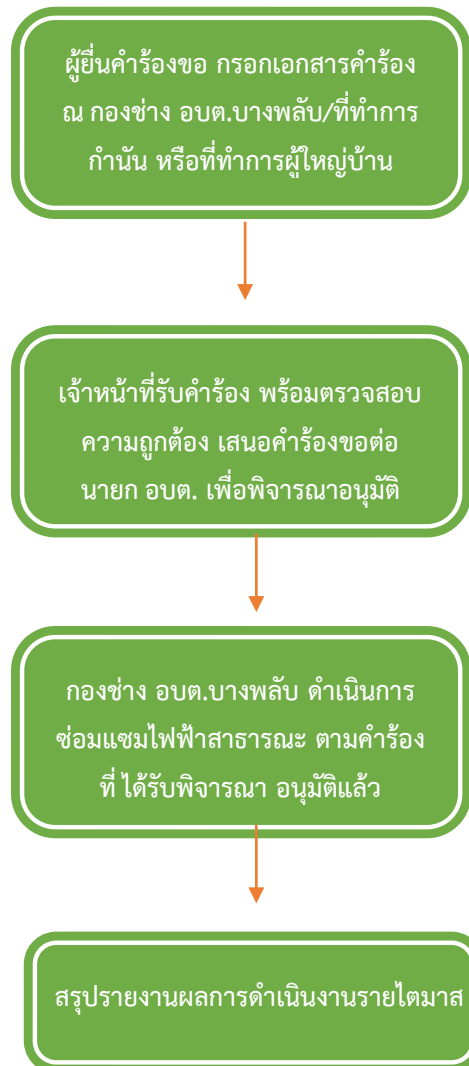 ผู้ยื่นคำร้องขอ กรอกเอกสารคำร้อง
ณ กองช่าง อบต.บางพลับ/ที่ทำการ
กำนัน หรือที่ทำการผู้ใหญ่บ้าน
เจ้าหน้าที่รับคำร้อง พร้อมตรวจสอบ
ความถูกต้อง เสนอคำร้องขอต่อ
นายก อบต. เพื่อพิจารณาอนุมัติ
กองช่าง อบต.บางพลับ ดำเนินการ
ซ่อมแซมไฟฟ้าสาธารณะ ตามคำร้อง
ที่ ได้รับพิจารณา อนุมัติแล้ว
สรุปรายงานผลการดำเนินงานรายไตมาส